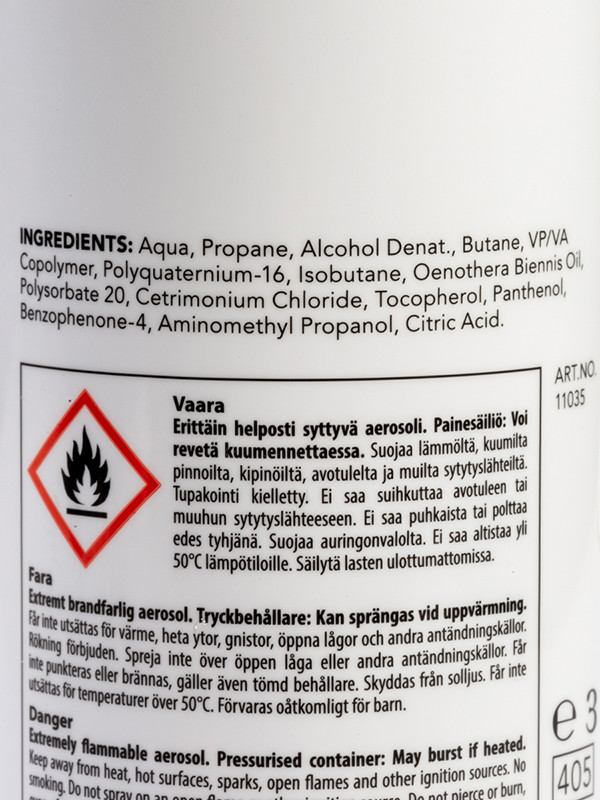 INGREDIENTS: Aqua, Propane, Alcohol Denat., Butane, VP/VA
Copolymer, Polyquaternium-16, Isobutane, Oenothera Biennis Oil,
Polysorbate 20, Cetrimonium Chloride, Tocopherol, Panthenol,
Benzophenone-4, Aminomethyl Propanol, Citric Acid.
ART.NO.
11035
Vaara
Erittäin helposti syttyvä aerosoli. Painesäiliö: Voi
revetä kuumennettaessa. Suojaa lämmöltä, kuumilta
pinnoilta, kipinöiltä, avotulelta ja muilta sytytyslähteiltä.
Tupakointi kielletty. Ei saa suihkuttaa avotuleen tai
muuhun sytytyslähteeseen. Ei saa puhkaista tai polttaa
edes tyhjänä. Suojaa auringonvalolta. Ei saa altistaa yli
50°C lämpötiloille. Säilytä lasten ulottumattomissa.
Fara
Extremt brandfarlig aerosol. Tryckbehållare: Kan sprängas vid uppvärmning.
Får inte utsättas för värme, heta ytor, gnistor, öppna lågor och andra antändningskällor.
Rökning förbjuden. Spreja inte över öppen låga eller andra antändningskällor. Får
inte punkteras eller brännas, gäller även tömd behållare. Skyddas från solljus. Får inte
utsättas för temperaturer över 50°C. Förvaras oåtkomligt för barn.
Danger
Extremely flammable aerosol. Pressurised container: May burst if heated.
Keep away from heat, hot surfaces, sparks, open flames and other ignition sources. No
smoking. Do not spray on an open flame or other ignition source. Do not pierce or burn,
e 3
405